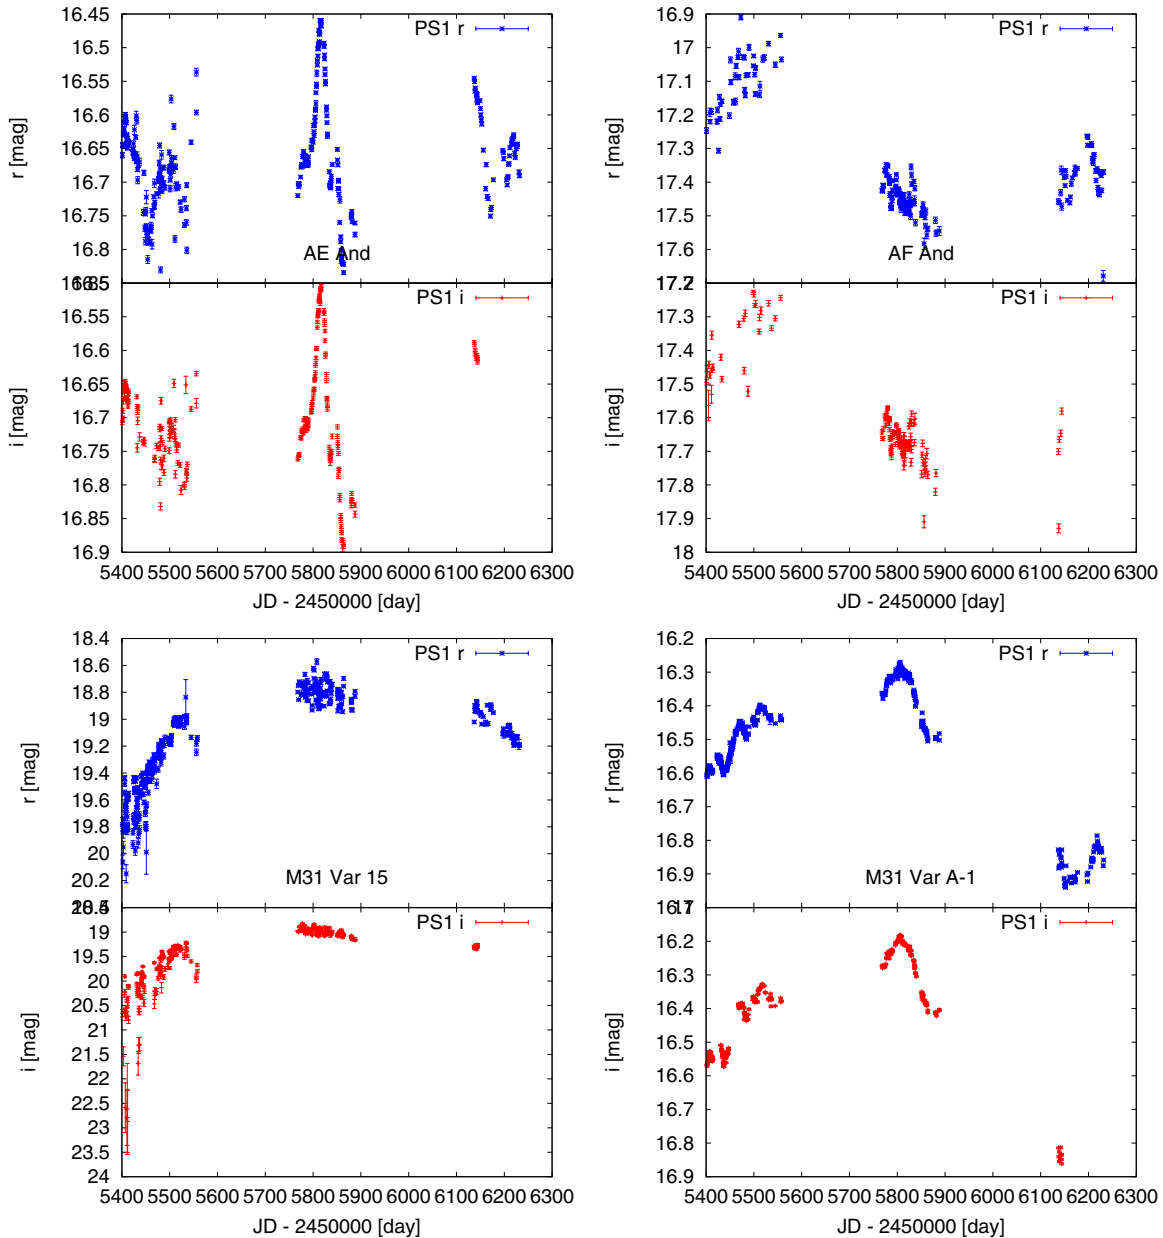 16.45
16.5
16.55
16.6
16.65
16.7
16.75
16.8
16.85
r [mag]
PS1 r
AE And
16.5
16.55
16.6
16.65
16.7
16.75
16.8
16.85
16.9
i [mag]
PS1 i
5400 5500 5600 5700 5800 5900 6000 6100 6200 6300
JD - 2450000 [day]
16.9
17
17.1
17.2
17.3
17.4
17.5
17.6
17.7
r [mag]
PS1 r
AF And
17.2
17.3
17.4
17.5
17.6
17.7
17.8
17.9
18
i [mag]
PS1 i
5400 5500 5600 5700 5800 5900 6000 6100 6200 6300
JD - 2450000 [day]
18.4
18.6
18.8
19
19.2
19.4
19.6
19.8
20
20.2
20.4
r [mag]
PS1 r
M31 Var 15
18.5
19
19.5
20
20.5
21
21.5
22
22.5
23
23.5
24
i [mag]
PS1 i
5400 5500 5600 5700 5800 5900 6000 6100 6200 6300
JD - 2450000 [day]
16.2
16.3
16.4
16.5
16.6
16.7
16.8
16.9
17
r [mag]
PS1 r
M31 Var A-1
16.1
16.2
16.3
16.4
16.5
16.6
16.7
16.8
16.9
i [mag]
PS1 i
5400 5500 5600 5700 5800 5900 6000 6100 6200 6300
JD - 2450000 [day]